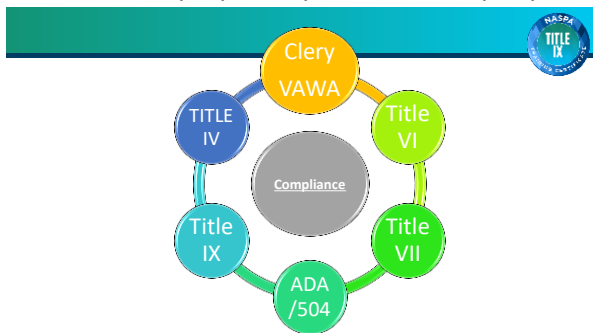 NASPA
TITLE
IX
Clery
VAWA
TITLE
IV
Title
VI
Compliance
Title
IX
Title
VII
ADA
/504